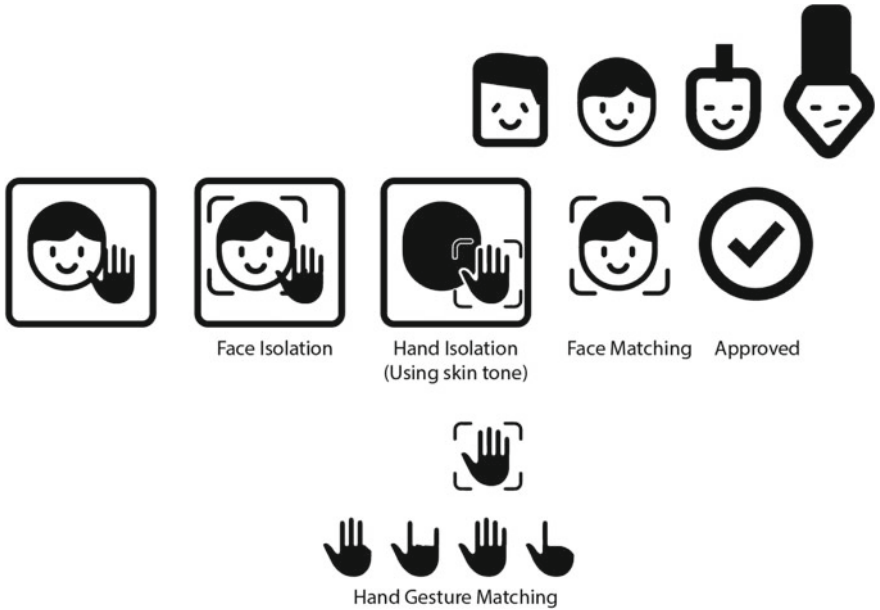 Face Isolation
Hand Isolation
(Using skin tone)
Face Matching
Approved
Hand Gesture Matching